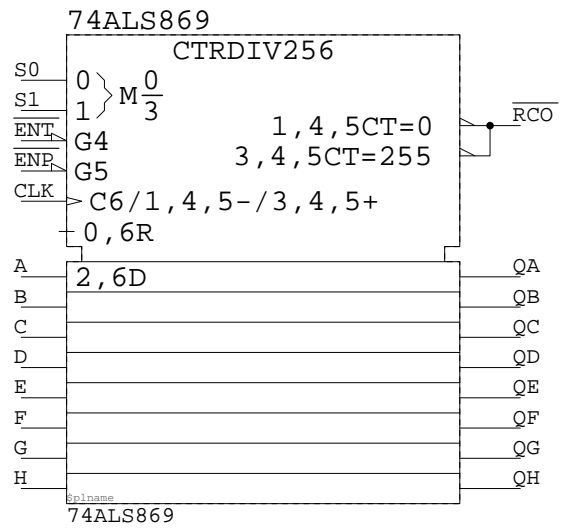 74ALS869
CTRDIV256
S0 0 M 0
S1 1 3
ENT G4 1,4,5CT=0 RCO
ENP G5 3,4,5CT=255
CLK C6/1,4,5-/3,4,5+
0,6R
A 2,6D QA
B QB
C QC
D QD
E QE
F QF
G QG
H QH
$plname
74ALS869